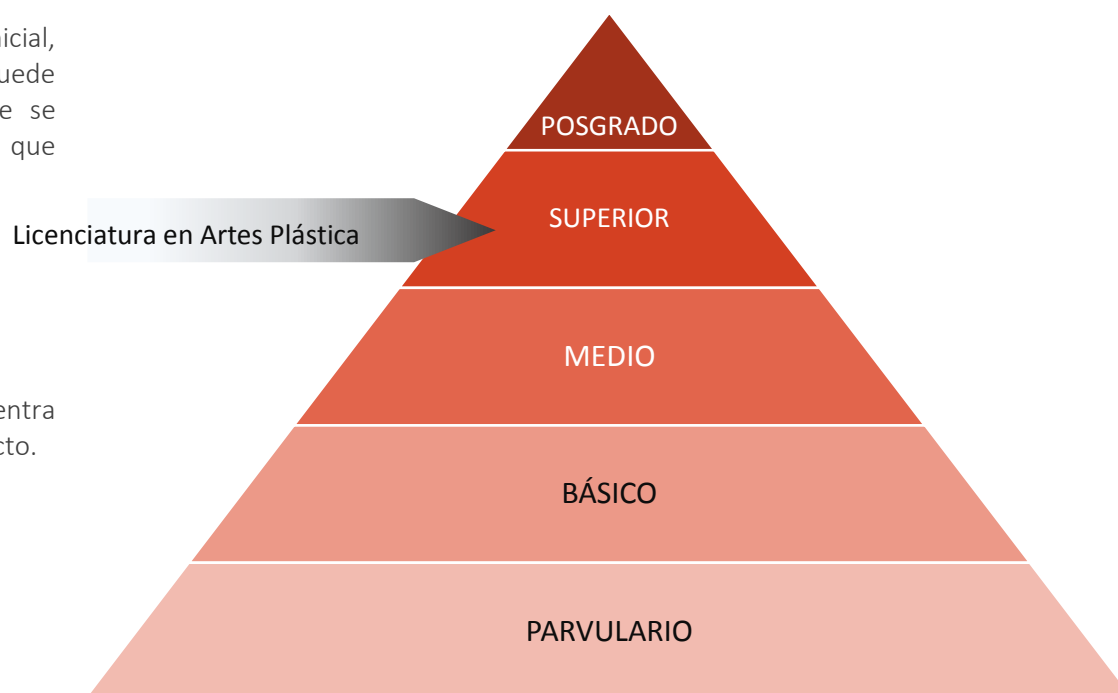 icial,
uede
e se
que
POSGRADO
SUPERIOR
Licenciatura en Artes Plástica
MEDIO
entra
cto.
BÁSICO
PARVULARIO